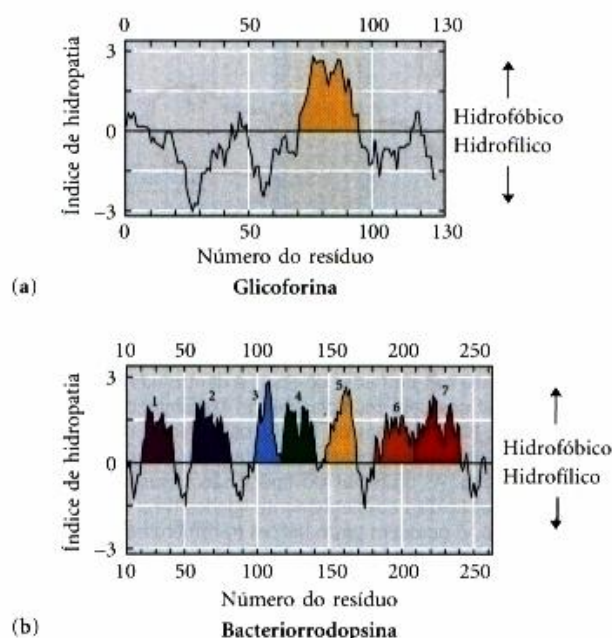 0 50 100 130
3
0
−3
Índice de hidropatia
Hidrofóbico
Hidrofílico
0 50 100 130
Número do resíduo
(a) Glicoforina
10 50 100 150 200 250
3
0
−3
Índice de hidropatia
1 2 3 4 5 6 7
Hidrofóbico
Hidrofílico
10 50 100 150 200 250
Número do resíduo
(b) Bacteriorrodopsina